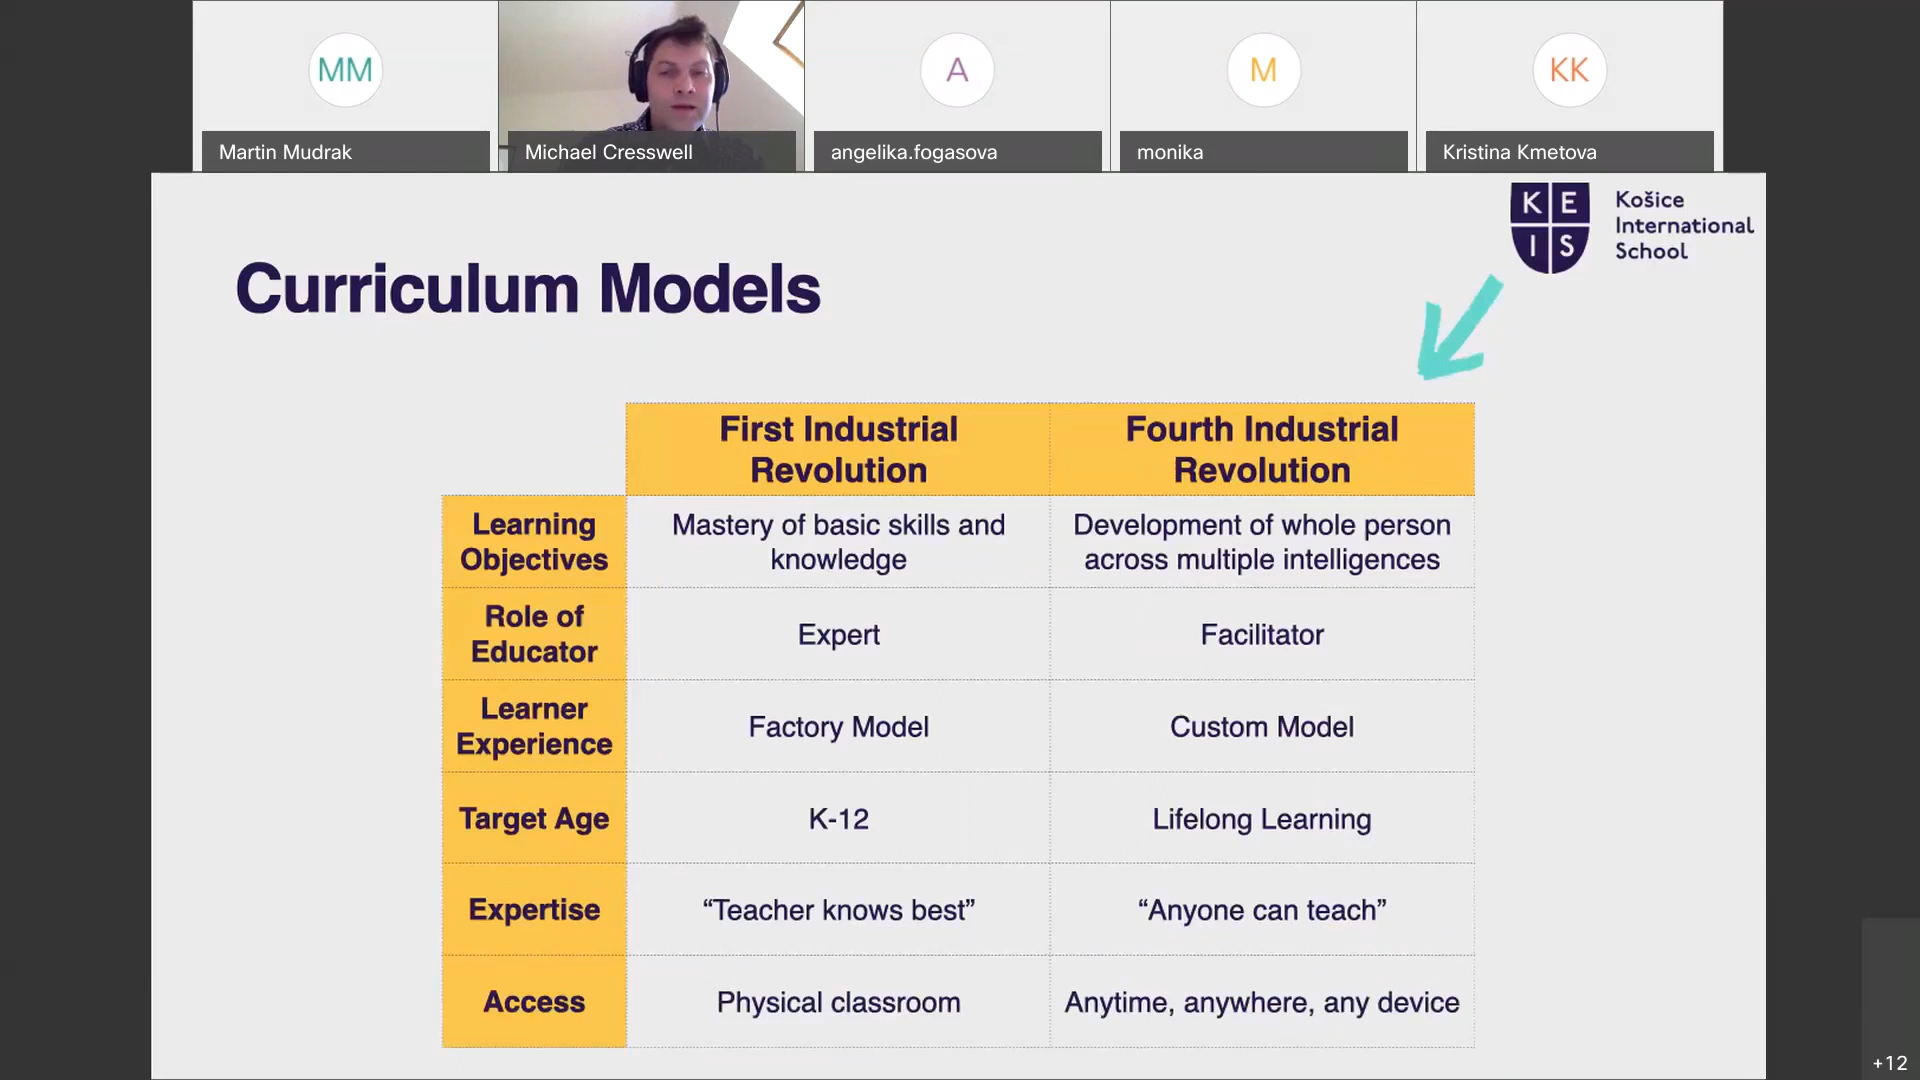 MM
A
M
KK
Martin Mudrak
Michael Cresswell
angelika.fogasova
monika
Kristina Kmetova
K E
I S
Košice
International
School
Curriculum Models
First Industrial
Revolution
Fourth Industrial
Revolution
Learning
Objectives
Mastery of basic skills and
knowledge
Development of whole person
across multiple intelligences
Role of
Educator
Expert
Facilitator
Learner
Experience
Factory Model
Custom Model
Target Age
K-12
Lifelong Learning
Expertise
“Teacher knows best”
“Anyone can teach”
Access
Physical classroom
Anytime, anywhere, any device
+12